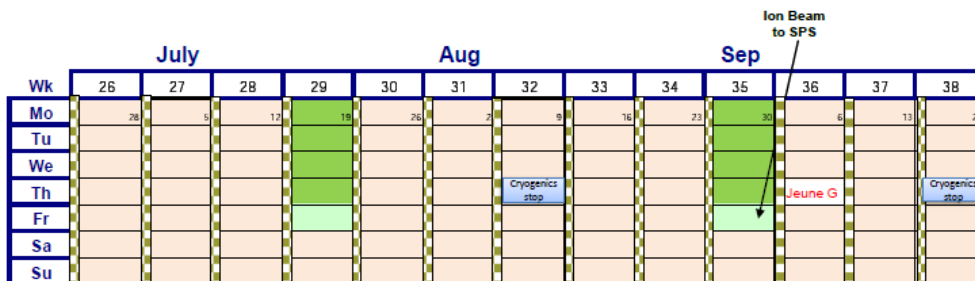 Ion Beam
to SPS
July Aug Sep
Wk 26 27 28 29 30 31 32 33 34 35 36 37 38
Mo 28 5 12 19 26 2 9 16 23 30 6 13
Tu
We
Th Cryogenics stop Jeune G Cryogenics stop
Fr
Sa
Su